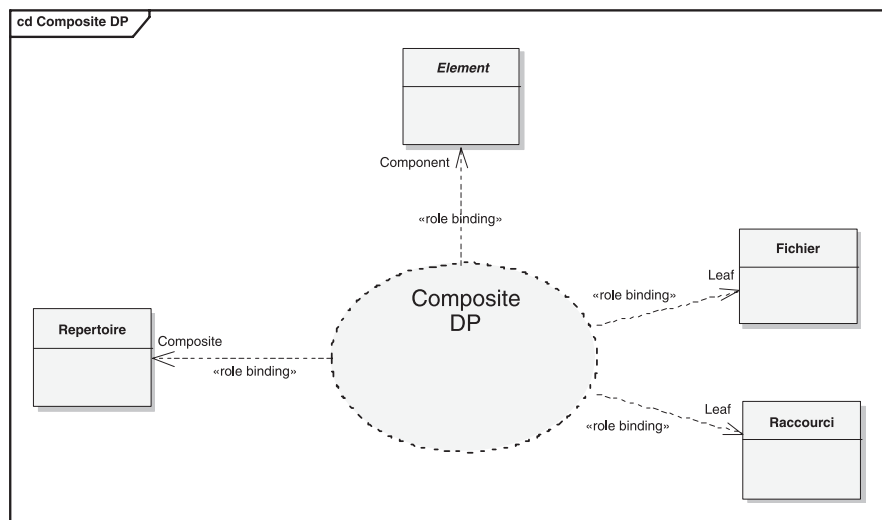 cd Composite DP
Element
Component
«role binding»
Fichier
Leaf
«role binding»
Composite
DP
Repertoire
Composite
«role binding»
Leaf
«role binding»
Raccourci